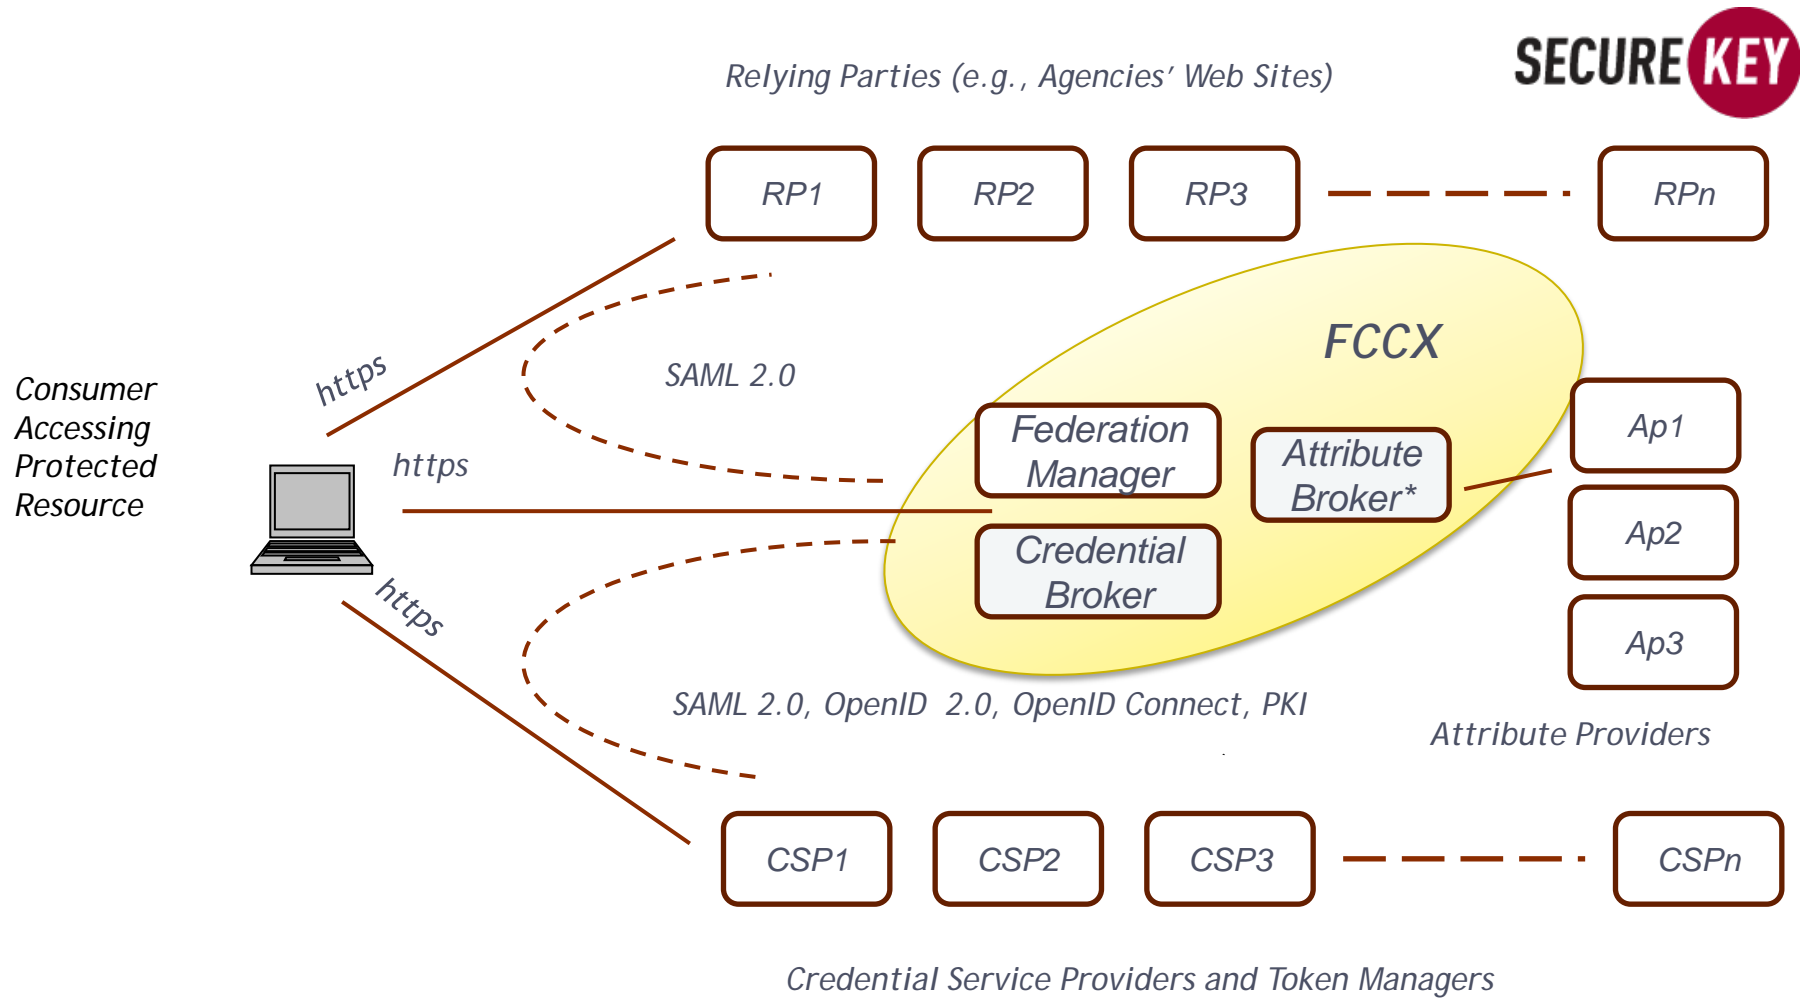 SECURE KEY
Relying Parties (e.g., Agencies' Web Sites)
RP1
RP2
RP3
RPn
FCCX
https
SAML 2.0
Consumer
Accessing
Protected
Resource
https
Federation
Manager
Attribute
Broker*
Ap1
Credential
Broker
Ap2
https
Ap3
SAML 2.0, OpenID  2.0, OpenID Connect, PKI
Attribute Providers
CSP1
CSP2
CSP3
CSPn
Credential Service Providers and Token Managers